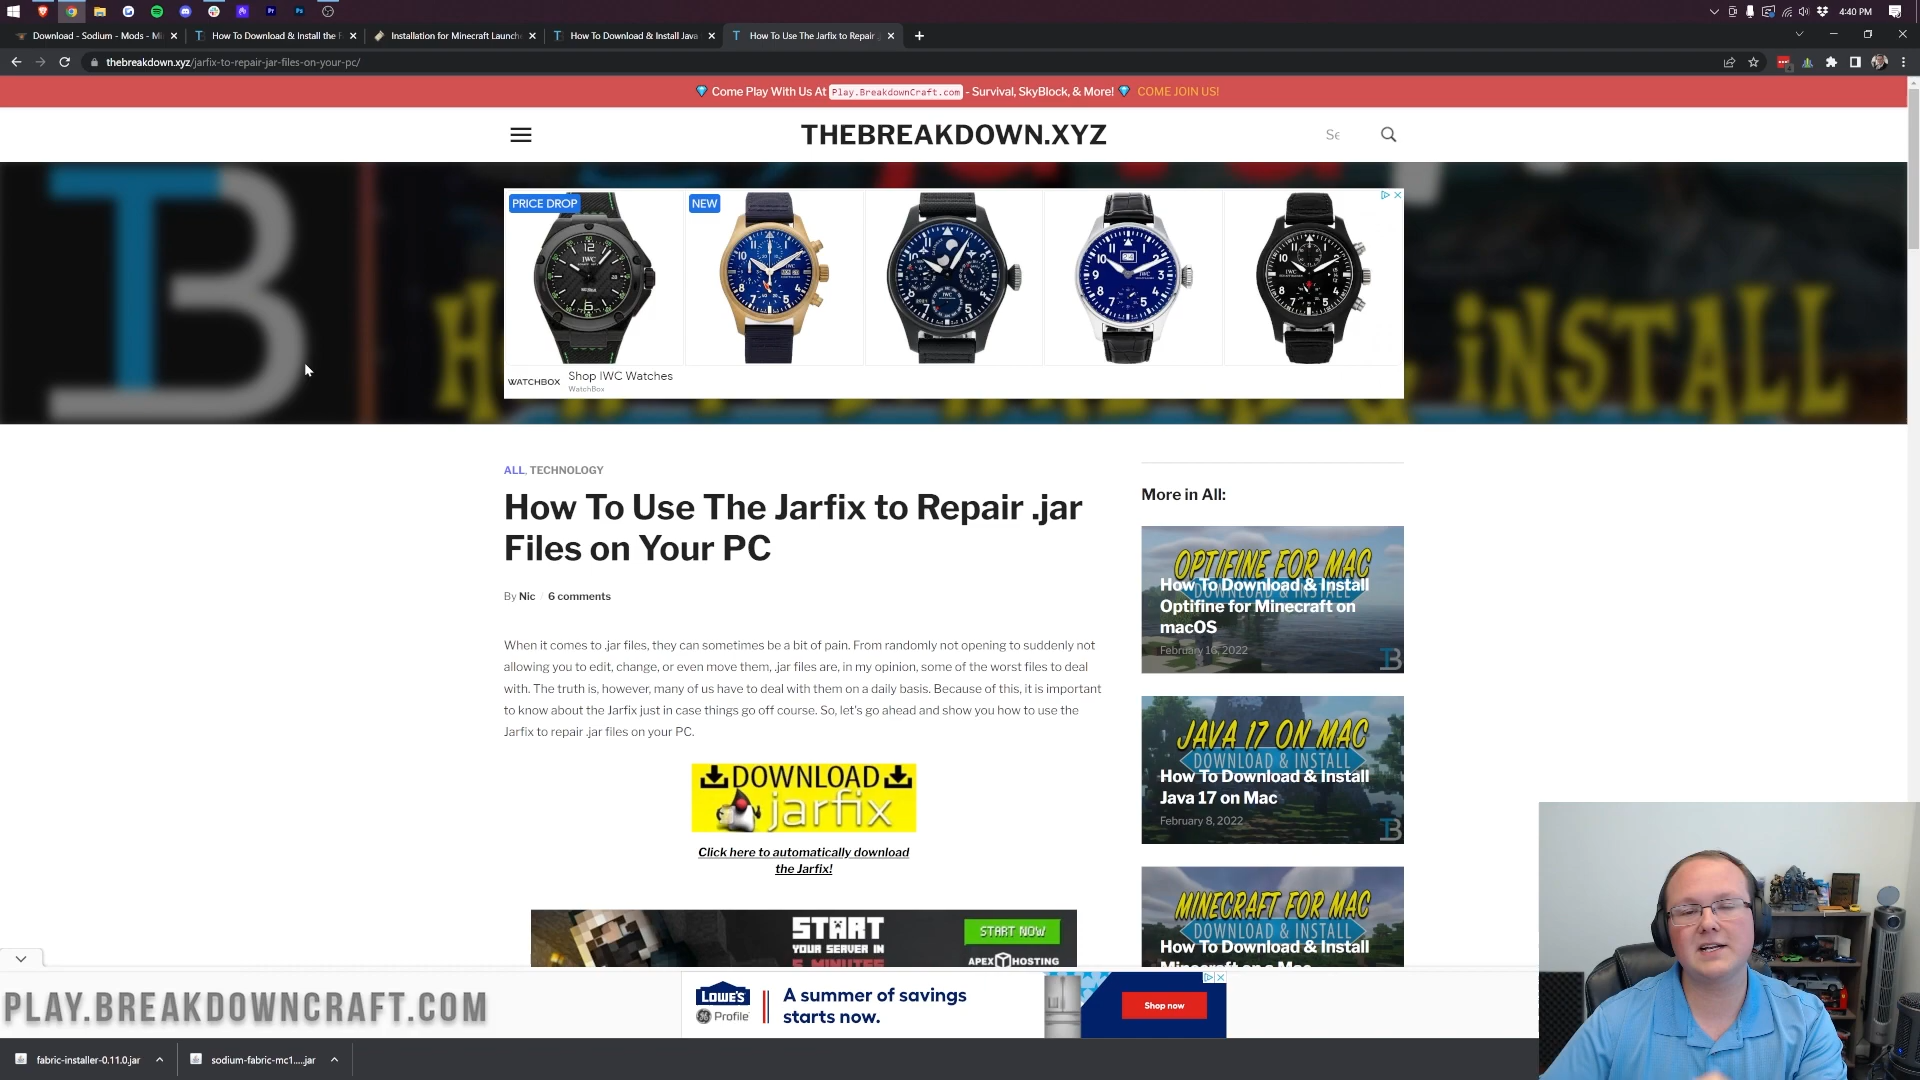 4:40 PM
Download - Sodium - Mods - Mi
How To Download & Install the F
Installation for Minecraft Launch
How To Download & Install Java
How To Use The Jarfix to Repair .j
thebreakdown.xyz/jarfix-to-repair-jar-files-on-your-pc/
Come Play With Us At Play.BreakdownCraft.com - Survival, SkyBlock, & More! COME JOIN US!
THEBREAKDOWN.XYZ
Se
PRICE DROP
NEW
WATCHBOX
Shop IWC Watches
WatchBox
INSTALL
ALL, TECHNOLOGY
How To Use The Jarfix to Repair .jar
Files on Your PC
By Nic / 6 comments
When it comes to .jar files, they can sometimes be a bit of pain. From randomly not opening to suddenly not
allowing you to edit, change, or even move them, .jar files are, in my opinion, some of the worst files to deal
with. The truth is, however, many of us have to deal with them on a daily basis. Because of this, it is important
to know about the Jarfix just in case things go off course. So, let's go ahead and show you how to use the
Jarfix to repair .jar files on your PC.
DOWNLOAD
jarfix
Click here to automatically download
the Jarfix!
START
YOUR SERVER IN
5 MINUTES
START NOW
APEX HOSTING
More in All:
OPTIFINE FOR MAC
DOWNLOAD & INSTALL
How To Download & Install
Optifine for Minecraft on
macOS
February 16, 2022
JAVA 17 ON MAC
DOWNLOAD & INSTALL
How To Download & Install
Java 17 on Mac
February 8, 2022
MINECRAFT FOR MAC
DOWNLOAD & INSTALL
How To Download & Install
Minecraft on a Mac
PLAY.BREAKDOWNCRAFT.COM
LOWE'S
GE Profile
A summer of savings
starts now.
Shop now
fabric-installer-0.11.0.jar
sodium-fabric-mc1....jar